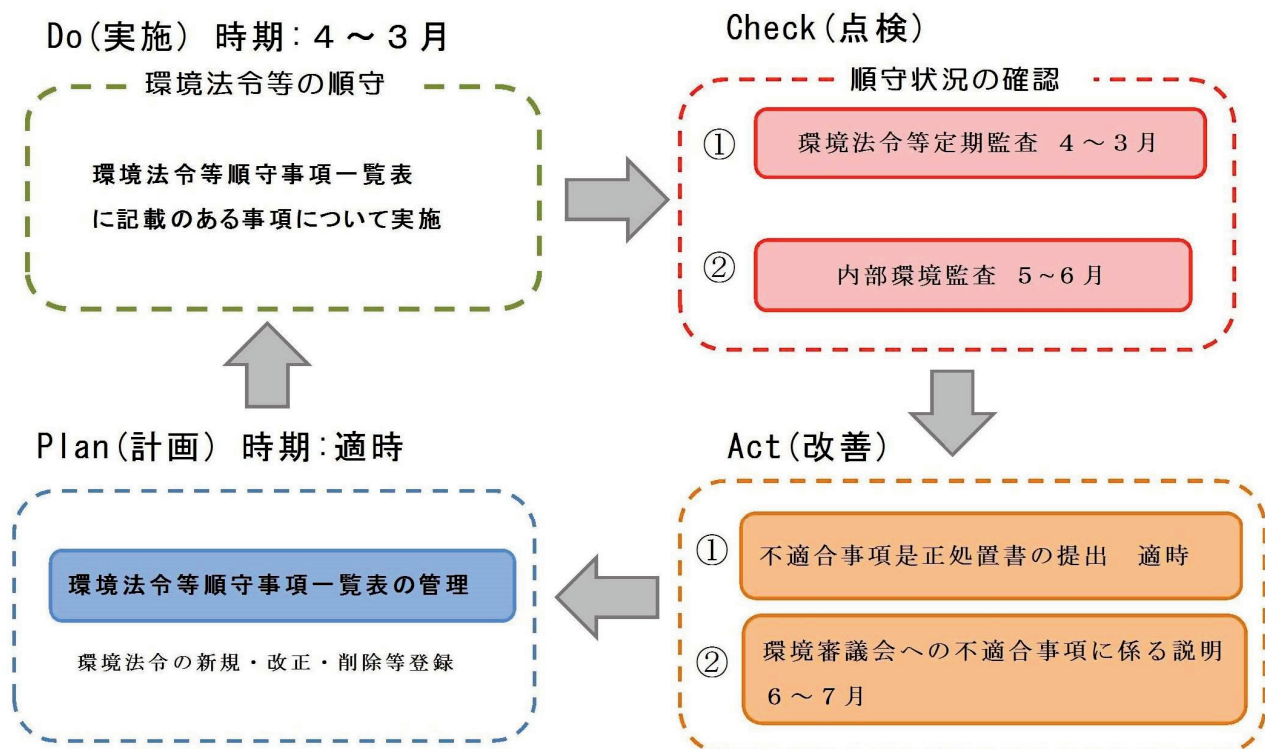 Do(実施) 時期:４～３月
環境法令等の順守
環境法令等順守事項一覧表
に記載のある事項について実施
Check(点検)
順守状況の確認
① 環境法令等定期監査 ４～３月
② 内部環境監査 5~6月
Plan(計画) 時期:適時
環境法令等順守事項一覧表の管理
環境法令の新規・改正・削除等登録
Act(改善)
① 不適合事項是正処置書の提出　適時
② 環境審議会への不適合事項に係る説明
６～７月